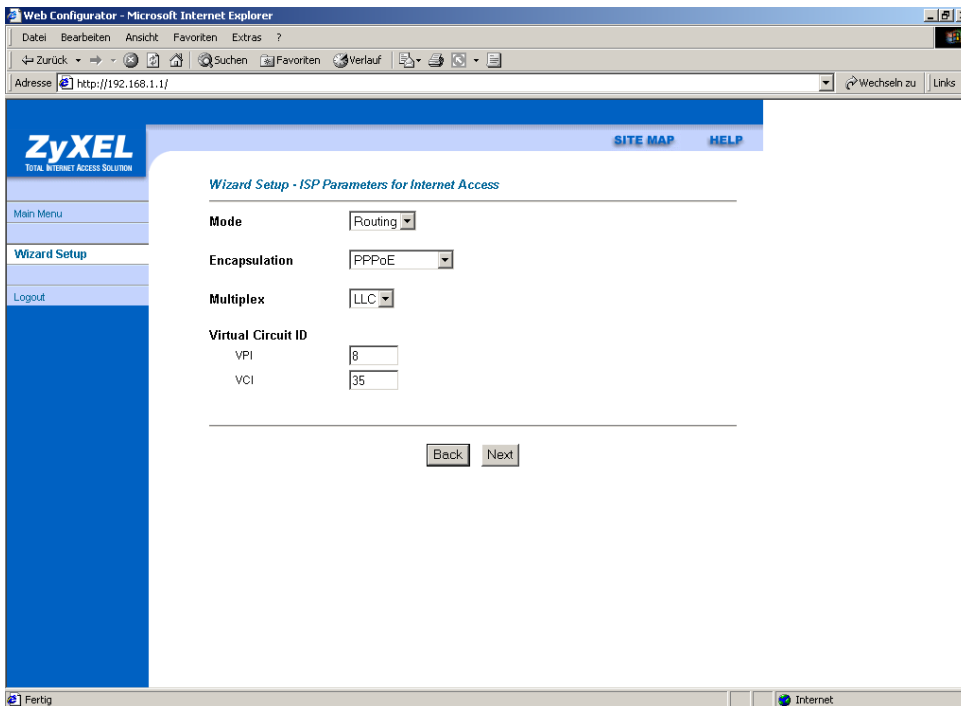 Web Configurator - Microsoft Internet Explorer
Datei Bearbeiten Ansicht Favoriten Extras ?
Zurück Suchen Favoriten Verlauf
Adresse http://192.168.1.1/ Wechseln zu Links
ZyXEL
TOTAL INTERNET ACCESS SOLUTION
SITE MAP HELP
Wizard Setup - ISP Parameters for Internet Access
Main Menu
Wizard Setup
Logout
Mode Routing
Encapsulation PPPoE
Multiplex LLC
Virtual Circuit ID
VPI 8
VCI 35
Back Next
Fertig Internet